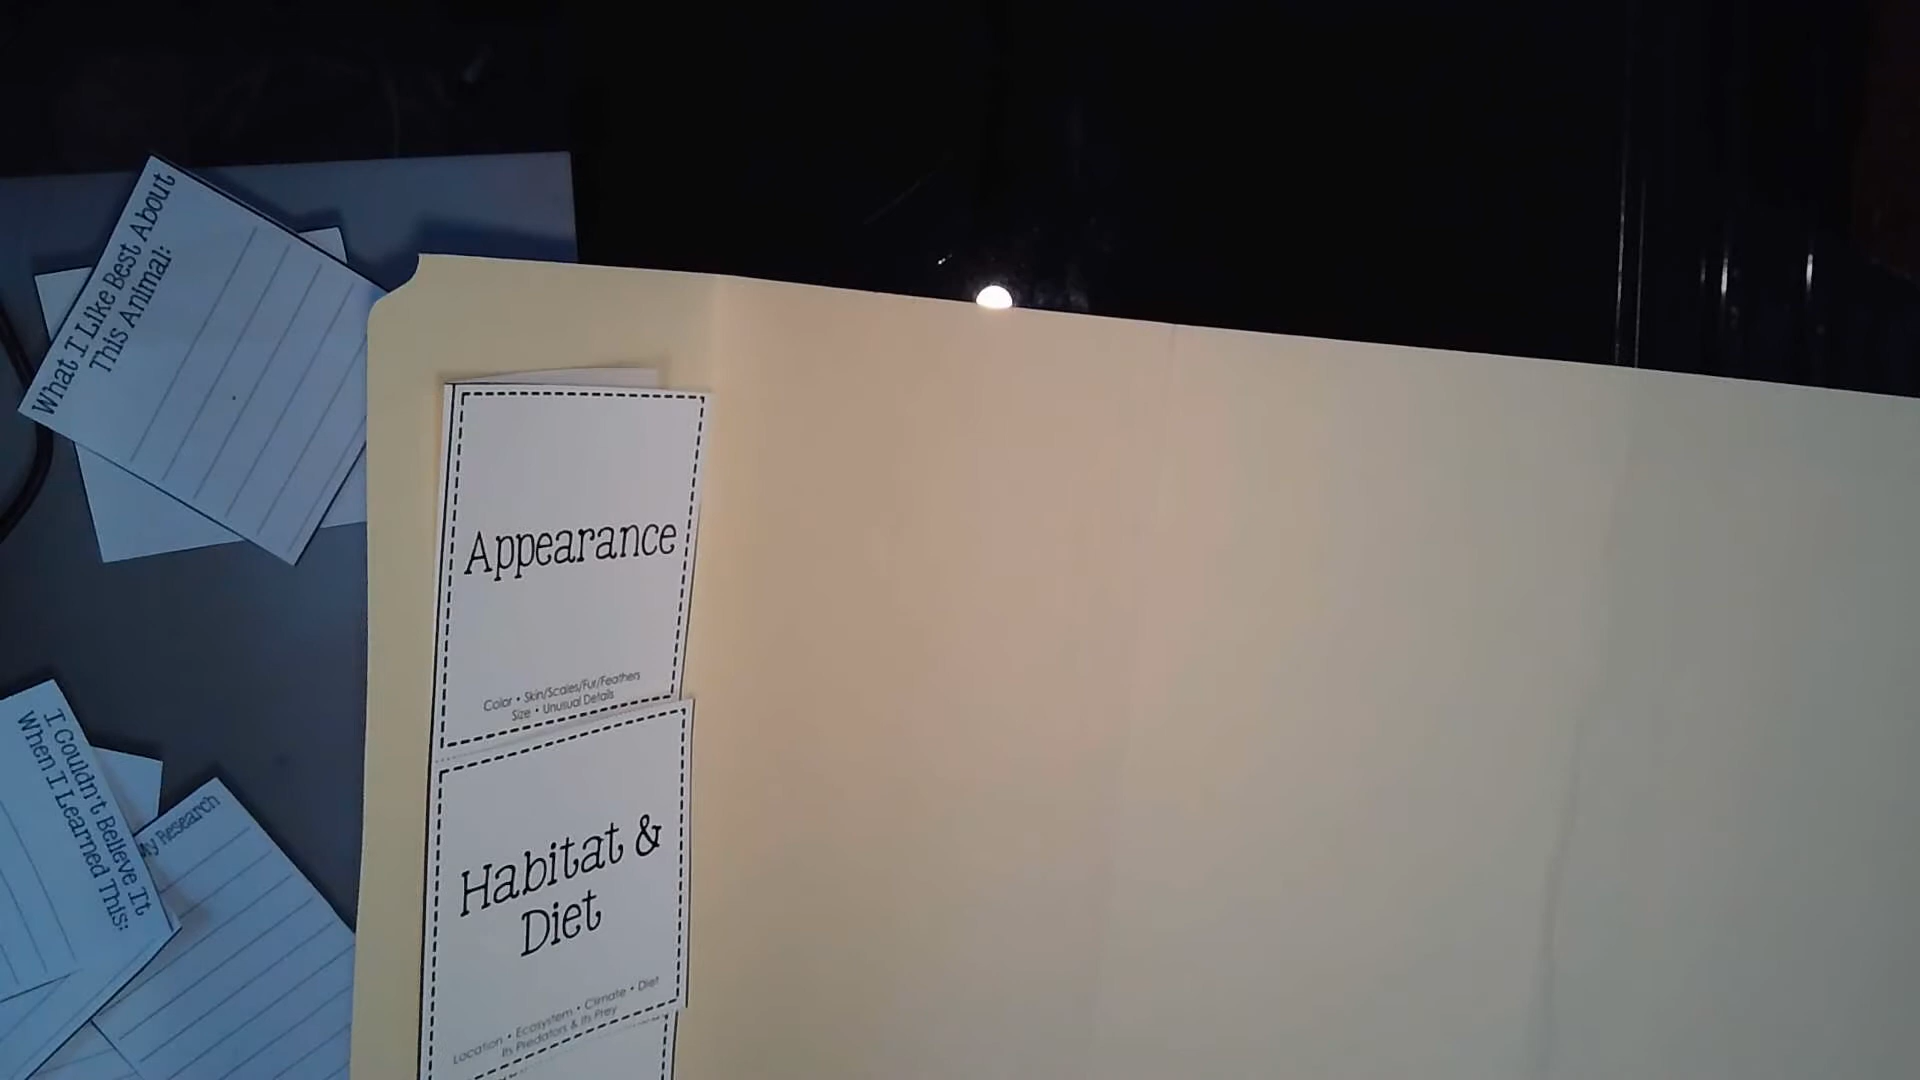 What I Like Best About
This Animal:
Appearance
Color • Skin/Scales/Fur/Feathers
Size • Unusual Details
Habitat &
Diet
Location • Ecosystem • Climate • Diet
Its Predators & Its Prey
I Couldn't Believe It
When I Learned This:
My Research